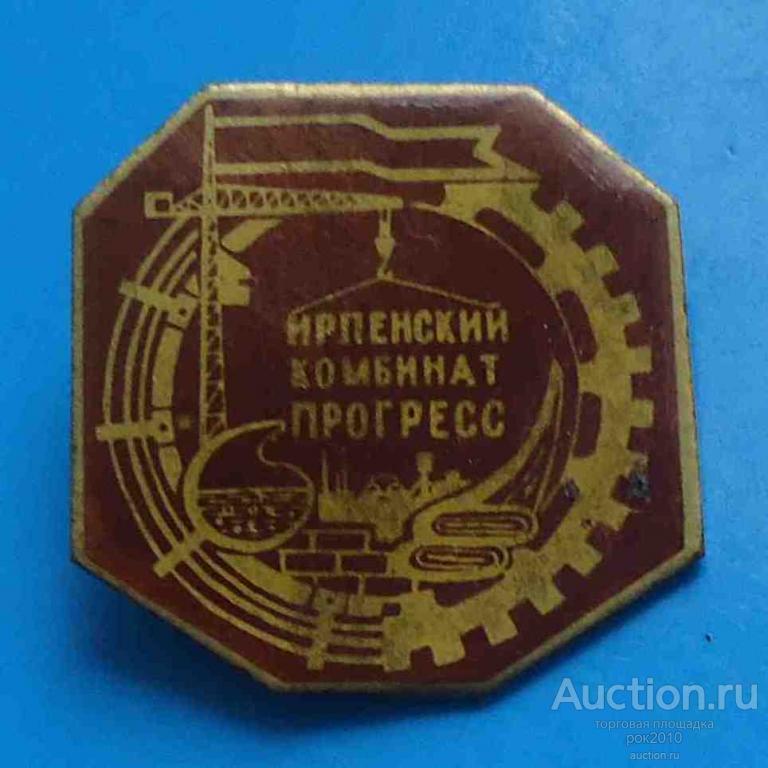 ИРПЕНСКИЙ
КОМБИНАТ
ПРОГРЕСС
Auction.ru
торговая площадка
рок2010
auction.ru